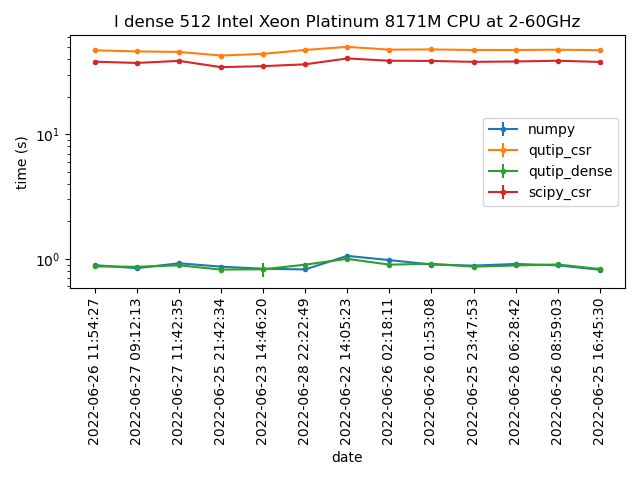 I dense 512 Intel Xeon Platinum 8171M CPU at 2-60GHz
time (s)
10^1
10^0
numpy
qutip_csr
qutip_dense
scipy_csr
2022-06-26 11:54:27
2022-06-27 09:12:13
2022-06-27 11:42:35
2022-06-25 21:42:34
2022-06-23 14:46:20
2022-06-28 22:22:49
2022-06-22 14:05:23
2022-06-26 02:18:11
2022-06-26 01:53:08
2022-06-25 23:47:53
2022-06-26 06:28:42
2022-06-26 08:59:03
2022-06-25 16:45:30
date